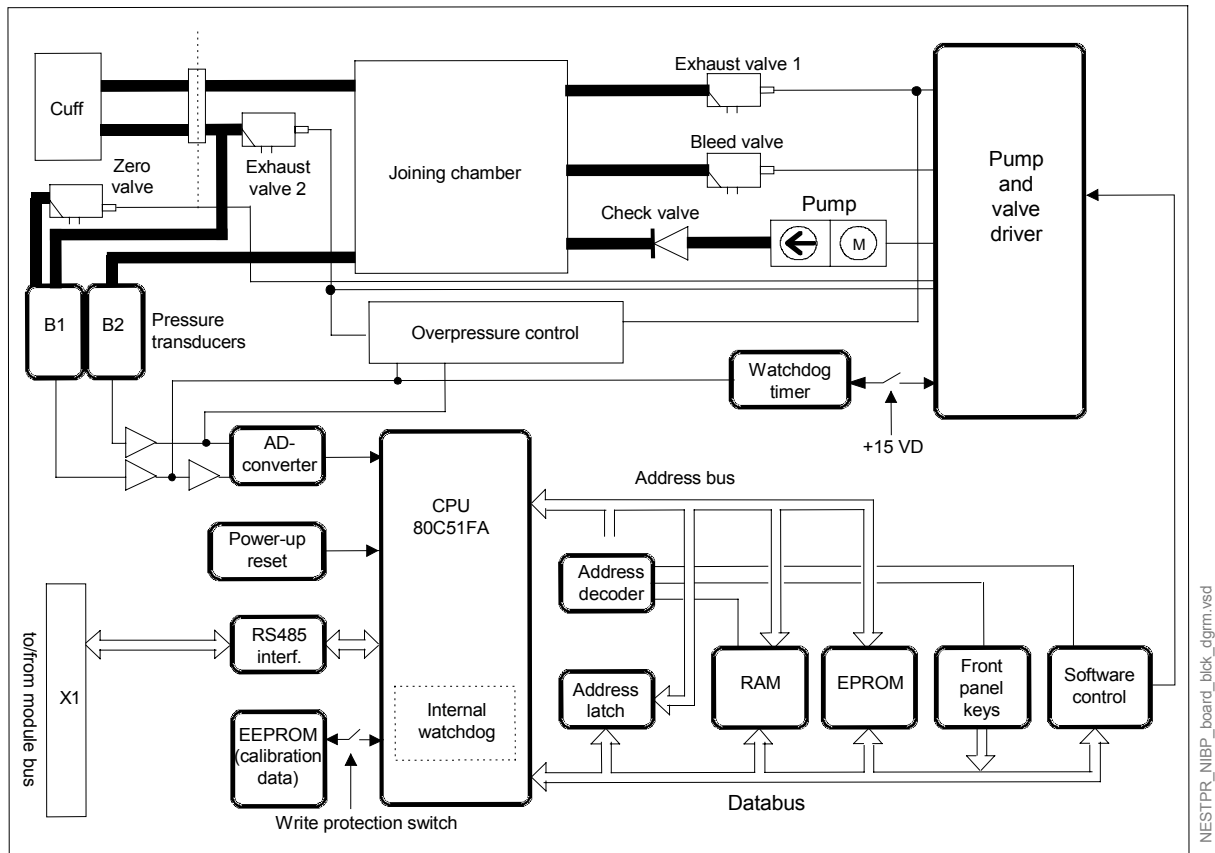 Cuff
Zero
valve
Exhaust
valve 2
Joining chamber
Exhaust valve 1
Bleed valve
Check valve
Pump
M
Pump
and
valve
driver
B1
B2
Pressure
transducers
Overpressure control
Watchdog
timer
+15 VD
AD-
converter
CPU
80C51FA
Address bus
Power-up
reset
Address
decoder
to/from module bus
X1
RS485
interf.
Address
latch
RAM
EPROM
Front
panel
keys
Software
control
EEPROM
(calibration
data)
Internal
watchdog
Write protection switch
Databus
NESTPR_NIBP_board_blck_dgrm.vsd